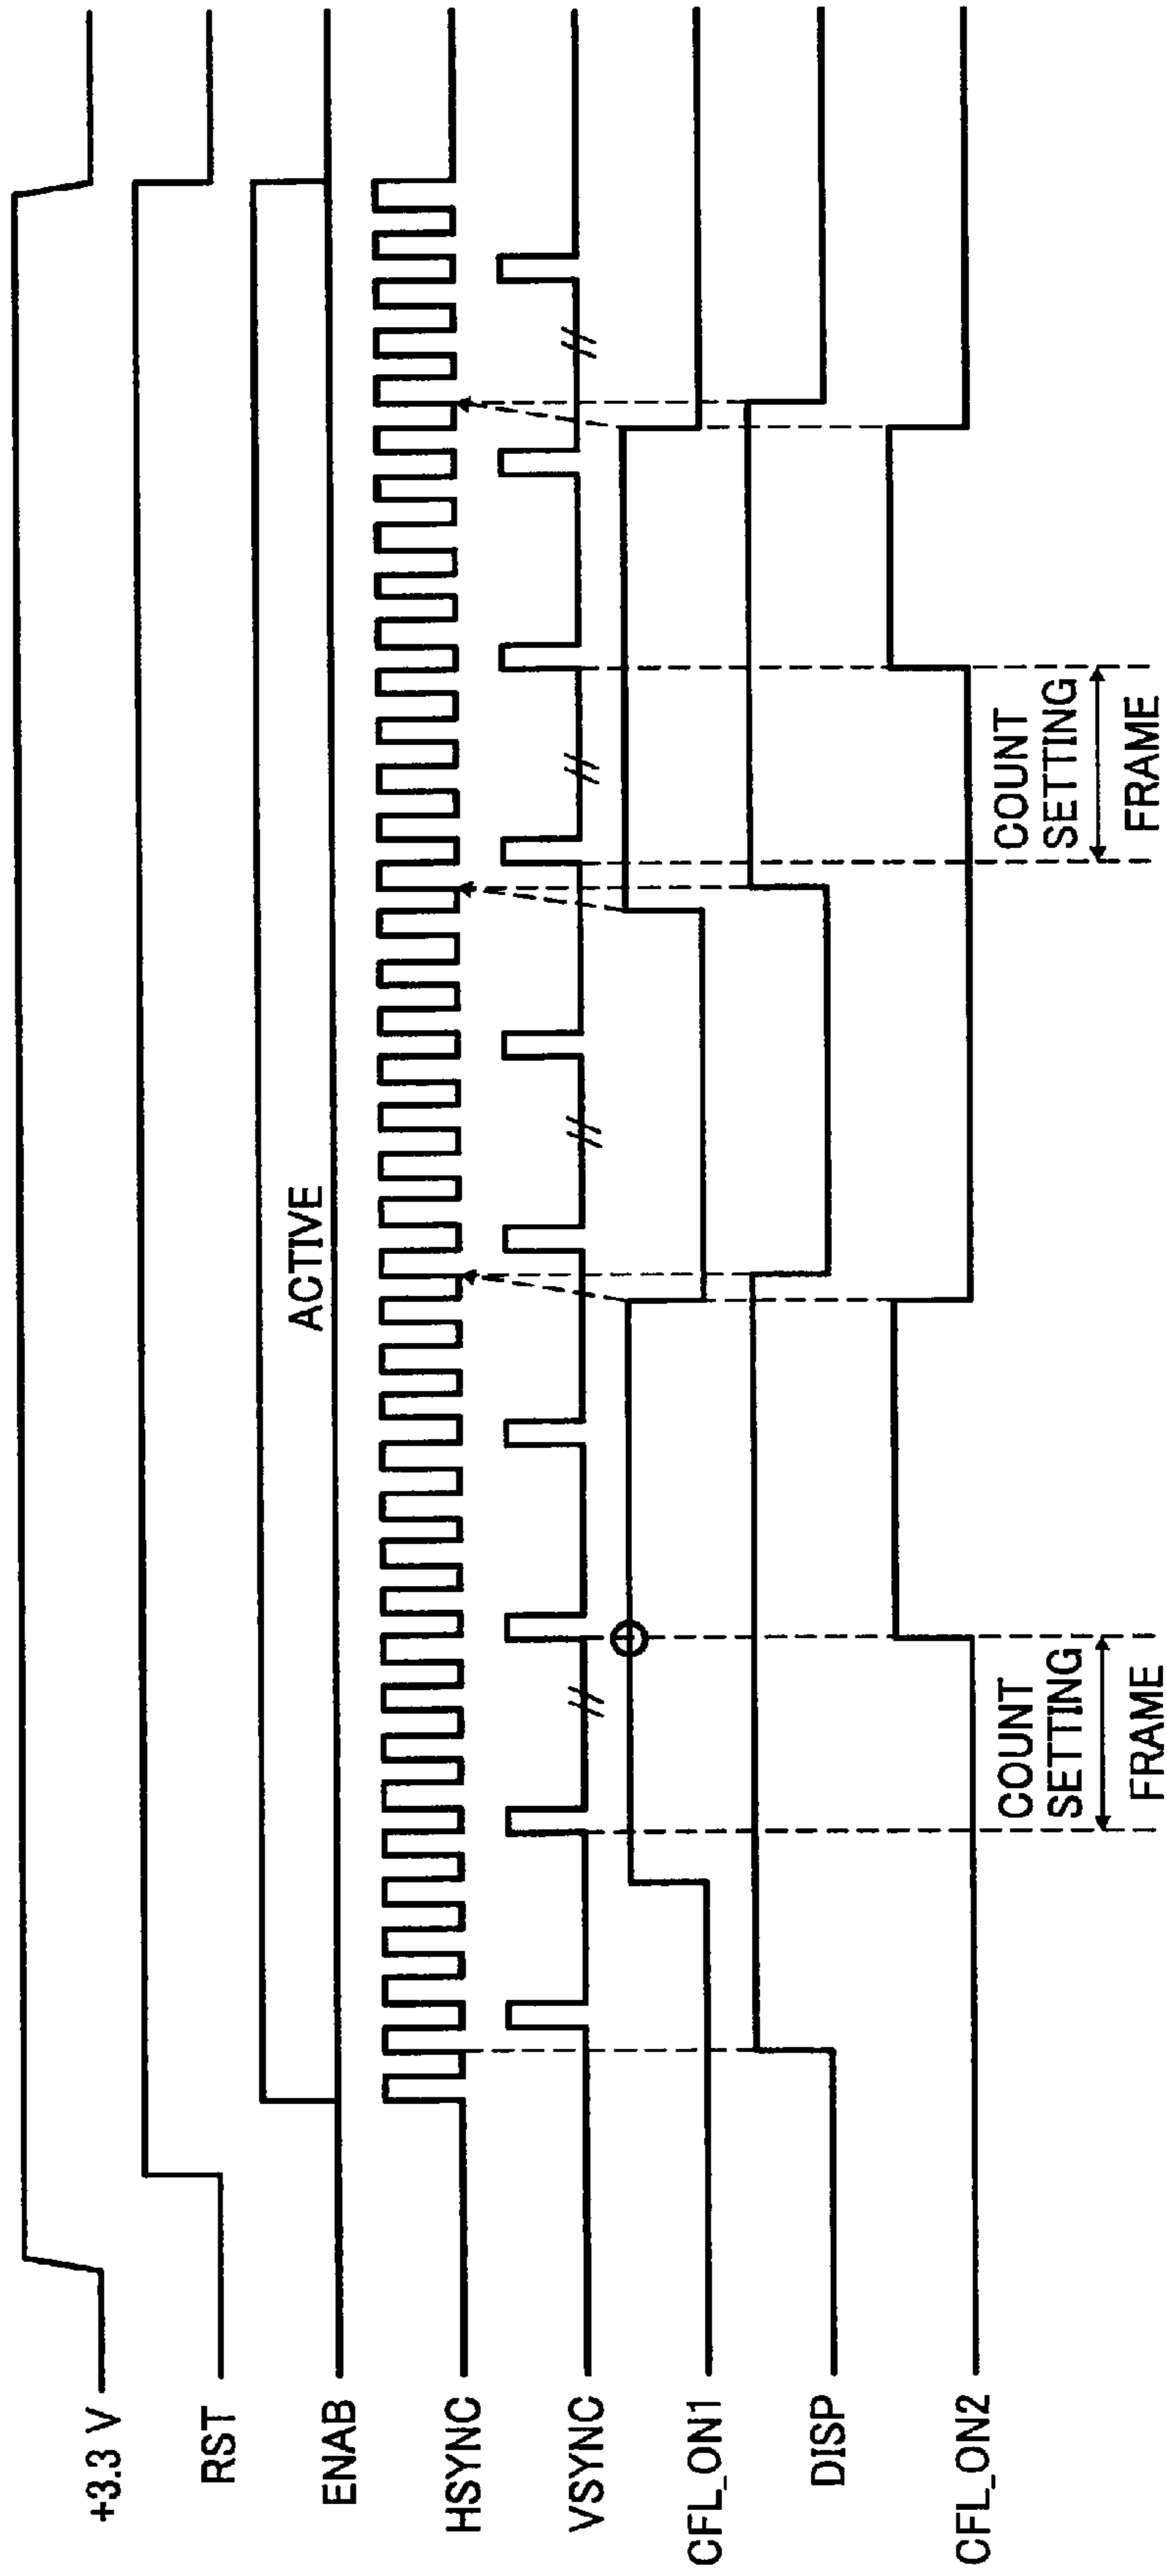 +3.3 V
RST
ENAB
ACTIVE
HSYNC
VSYNC
CFL_ON1
DISP
CFL_ON2
COUNT
SETTING
FRAME
COUNT
SETTING
FRAME